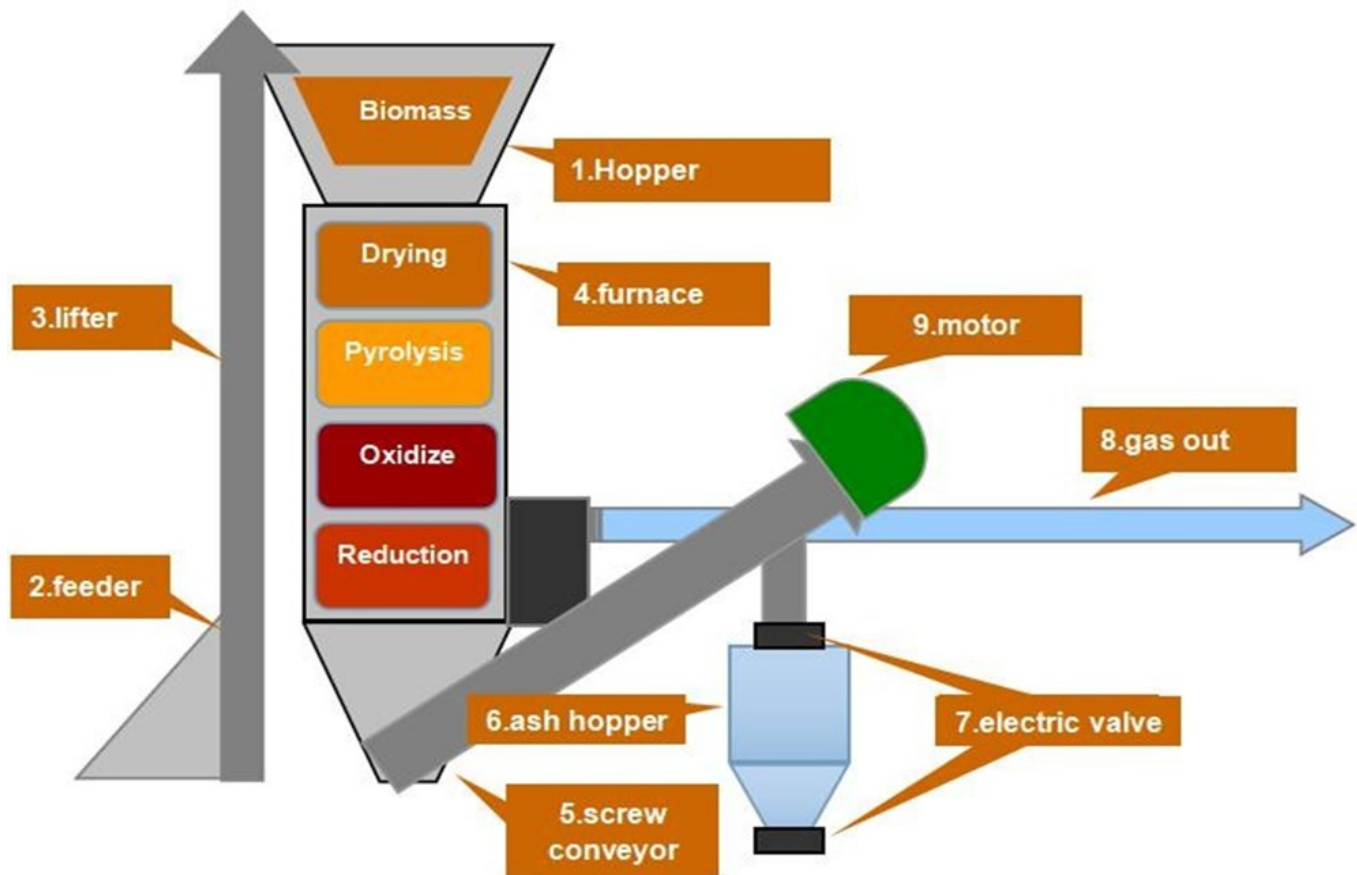 Biomass
1.Hopper
Drying
4.furnace
3.lifter
9.motor
Pyrolysis
8.gas out
Oxidize
Reduction
2.feeder
6.ash hopper
7.electric valve
5.screw
conveyor